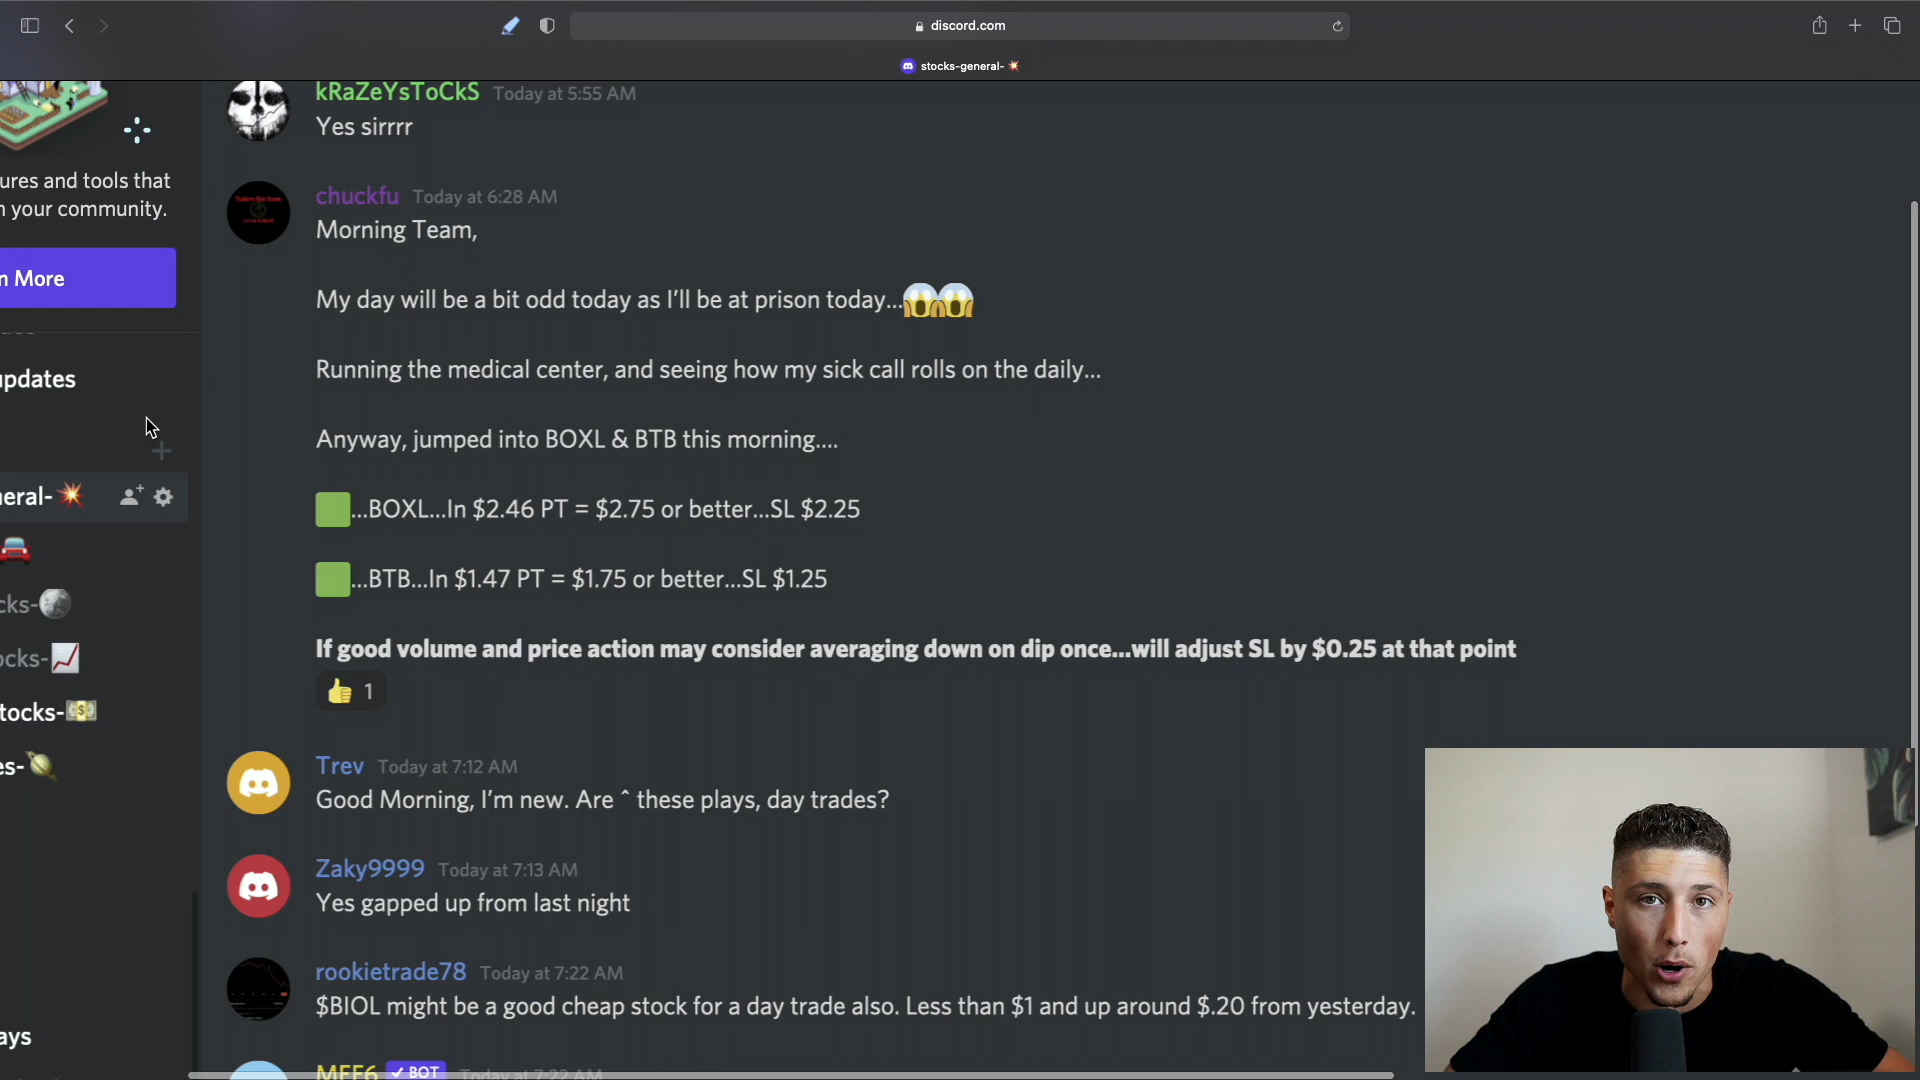 discord.com
stocks-general-
kRaZeYsToCkS Today at 5:55 AM
Yes sirrrr
ures and tools that
n your community.
n More
updates
eral-
cks-
ocks-
tocks-
es-
ays
chuckfu Today at 6:28 AM
Morning Team,
My day will be a bit odd today as I'll be at prison today...
Running the medical center, and seeing how my sick call rolls on the daily...
Anyway, jumped into BOXL & BTB this morning....
...BOXL...In $2.46 PT = $2.75 or better...SL $2.25
...BTB...In $1.47 PT = $1.75 or better...SL $1.25
If good volume and price action may consider averaging down on dip once...will adjust SL by $0.25 at that point
1
Trev Today at 7:12 AM
Good Morning, I'm new. Are ^ these plays, day trades?
Zaky9999 Today at 7:13 AM
Yes gapped up from last night
rookietrade78 Today at 7:22 AM
$BIOL might be a good cheap stock for a day trade also. Less than $1 and up around $.20 from yesterday.
MEE6 ✓ BOT Today at 7:22 AM